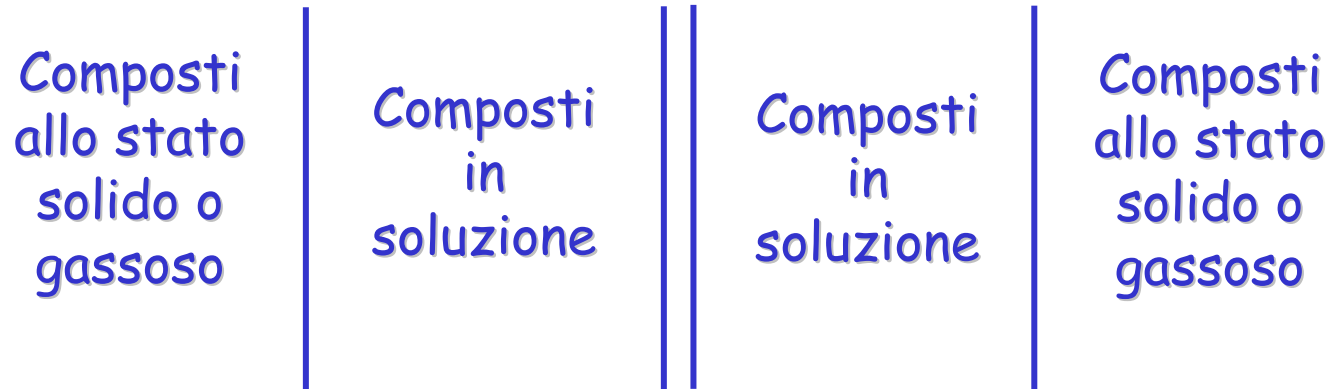 Composti
allo stato
solido o
gassoso
Composti
in
soluzione
Composti
in
soluzione
Composti
allo stato
solido o
gassoso